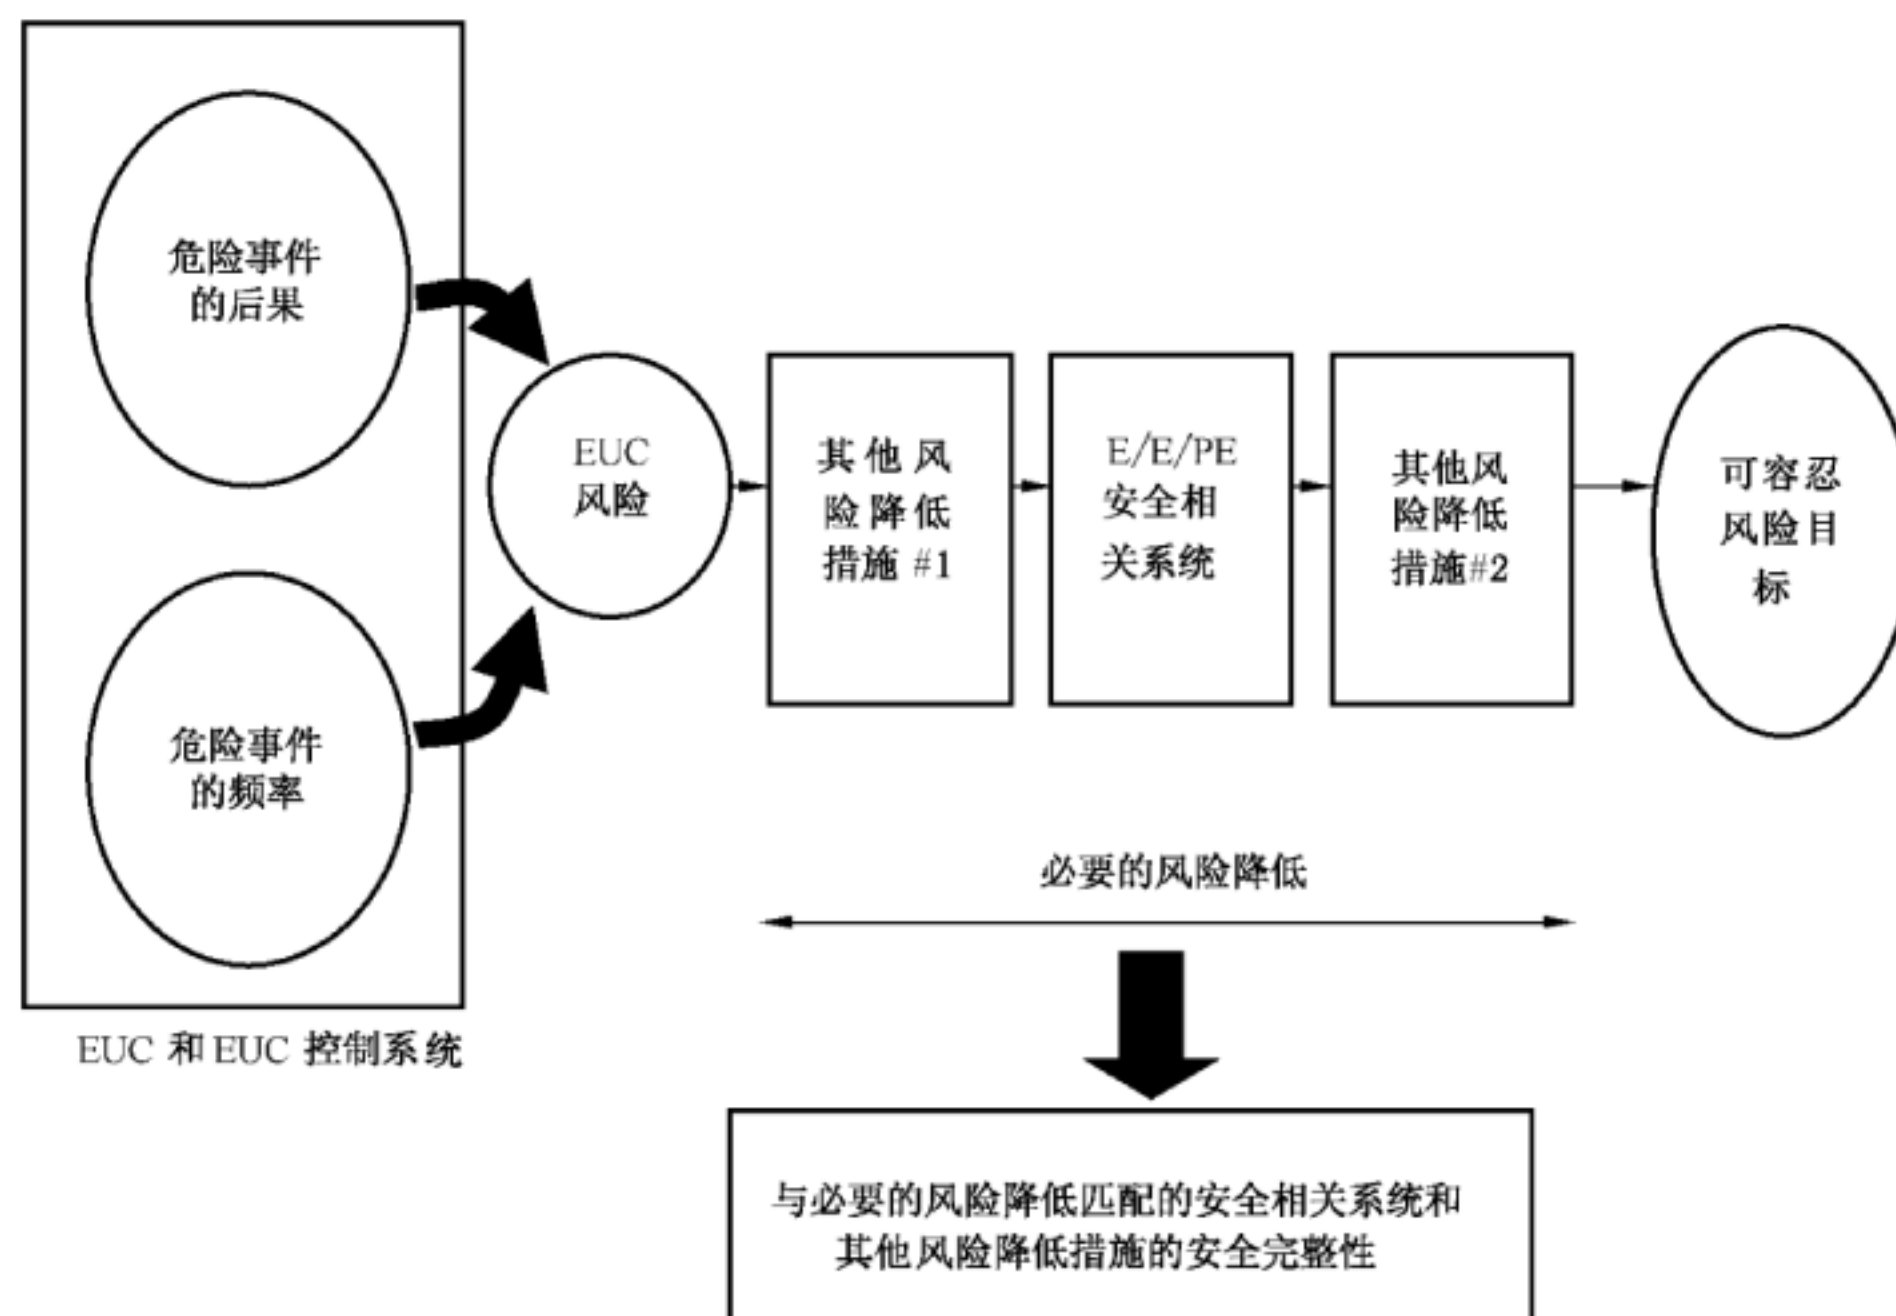 危险事件
的后果
危险事件
的频率
EUC 和 EUC 控制系统
EUC
风险
其他风
险降低
措施 #1
E/E/PE
安全相
关系统
其他风
险降低
措施#2
可容忍
风险目
标
必要的风险降低
与必要的风险降低匹配的安全相关系统和
其他风险降低措施的安全完整性